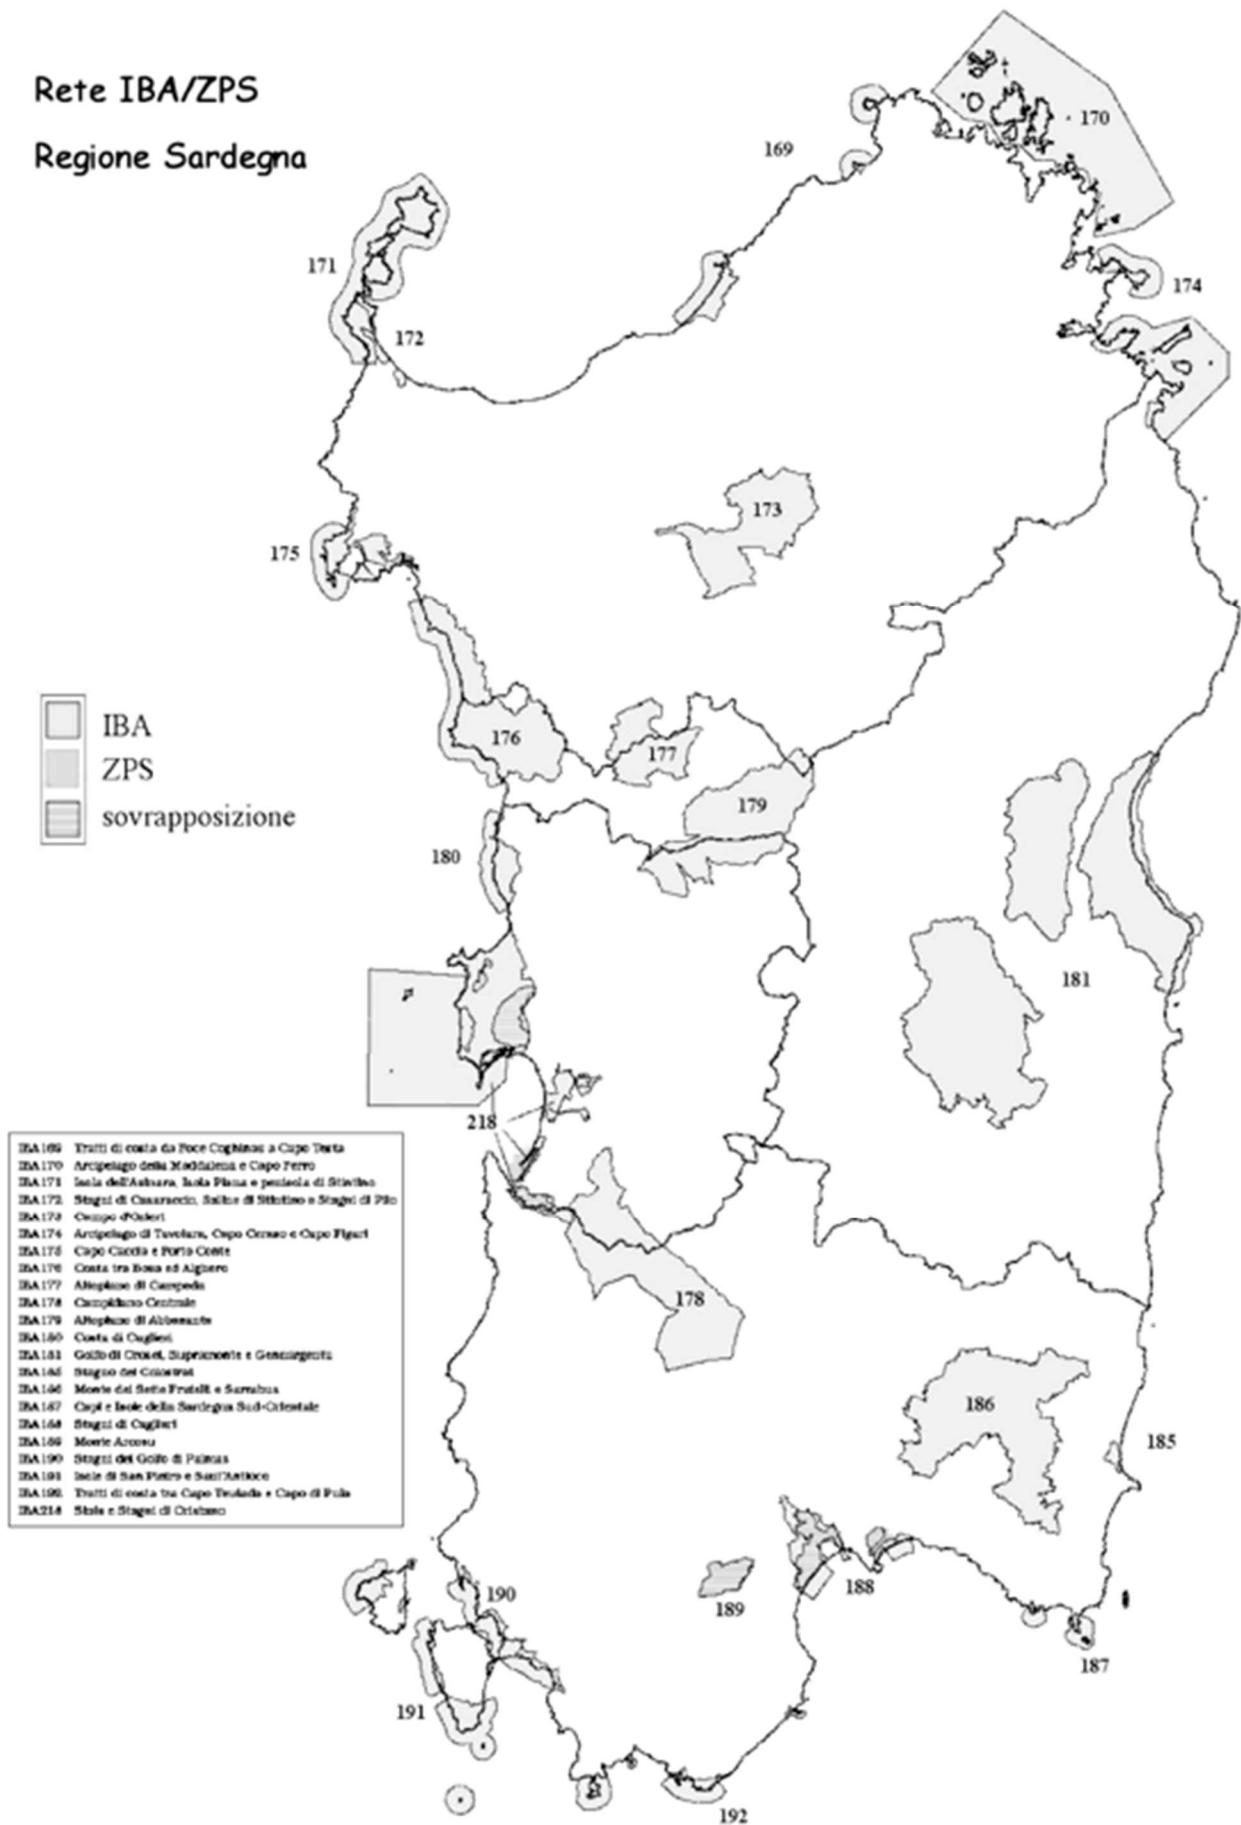 Rete IBA/ZPS
Regione Sardegna
170
169
171
174
172
173
175
IBA
ZPS
sovrapposizione
176
177
179
180
181
218
IBA169 Tratti di costa da Foce Coghinas a Capo Testa
IBA170 Arcipelago della Maddalena e Capo Ferro
IBA171 Isola dell'Asinara, Isola Piana e penisola di Stintino
IBA172 Stagni di Casaraccio, Saline di Stintino e Stagni di Pilo
IBA173 Campo d'Ozieri
IBA174 Arcipelago di Tavolara, Capo Ceraso e Capo Figari
IBA175 Capo Caccia e Porto Conte
IBA176 Costa tra Bosa ed Alghero
IBA177 Altopiano di Campeda
IBA178 Campidano Centrale
IBA179 Altopiano di Abbasanta
IBA180 Costa di Cuglieri
IBA181 Golfo di Orosei, Supramonte e Gennargentu
IBA185 Stagno dei Colostrai
IBA186 Monte dei Sette Fratelli e Sarrabus
IBA187 Capi e Isole della Sardegna Sud-Orientale
IBA188 Stagni di Cagliari
IBA189 Monte Arcosu
IBA190 Stagni del Golfo di Palmas
IBA191 Isole di San Pietro e Sant'Antioco
IBA192 Tratti di costa tra Capo Teulada e Capo di Pula
IBA218 Sinis e Stagni di Oristano
178
186
185
190
188
189
187
191
192